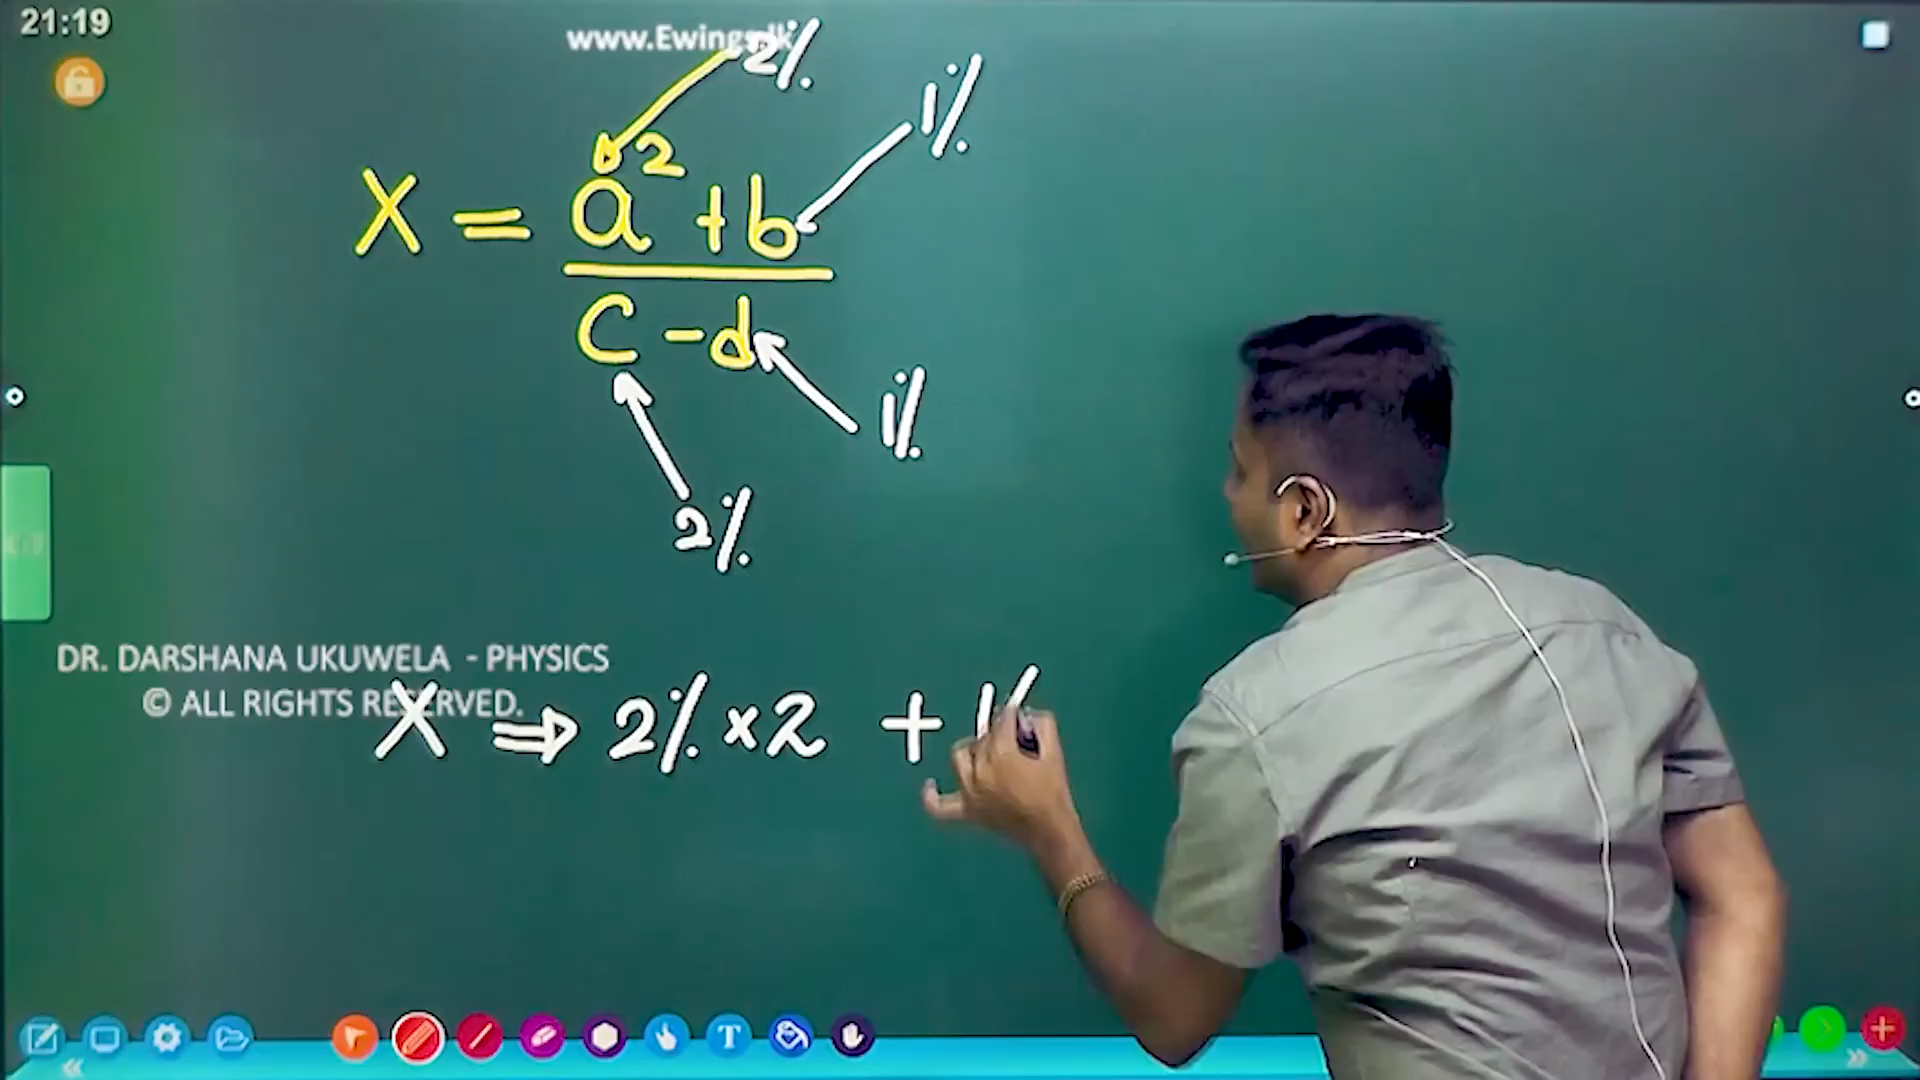 21:19
www.Ewings.lk
2%
1%
X = a² + b
C - d
1%
2%
DR. DARSHANA UKUWELA - PHYSICS
© ALL RIGHTS RESERVED.
X ⇒ 2% × 2 + 1%
T